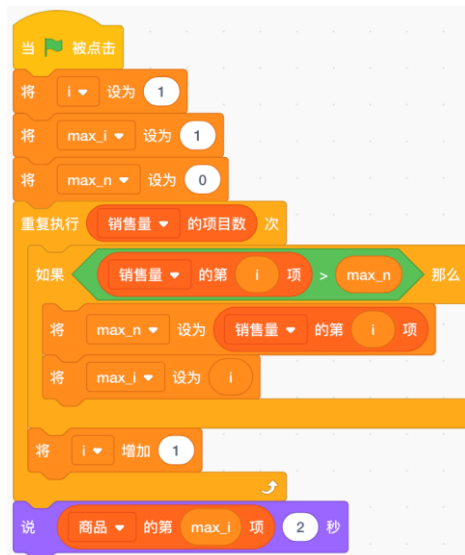 当 被点击
将 i 设为 1
将 max_i 设为 1
将 max_n 设为 0
重复执行 销售量 的项目数 次
如果 销售量 的第 i 项 > max_n 那么
将 max_n 设为 销售量 的第 i 项
将 max_i 设为 i
将 i 增加 1
说 商品 的第 max_i 项 2 秒